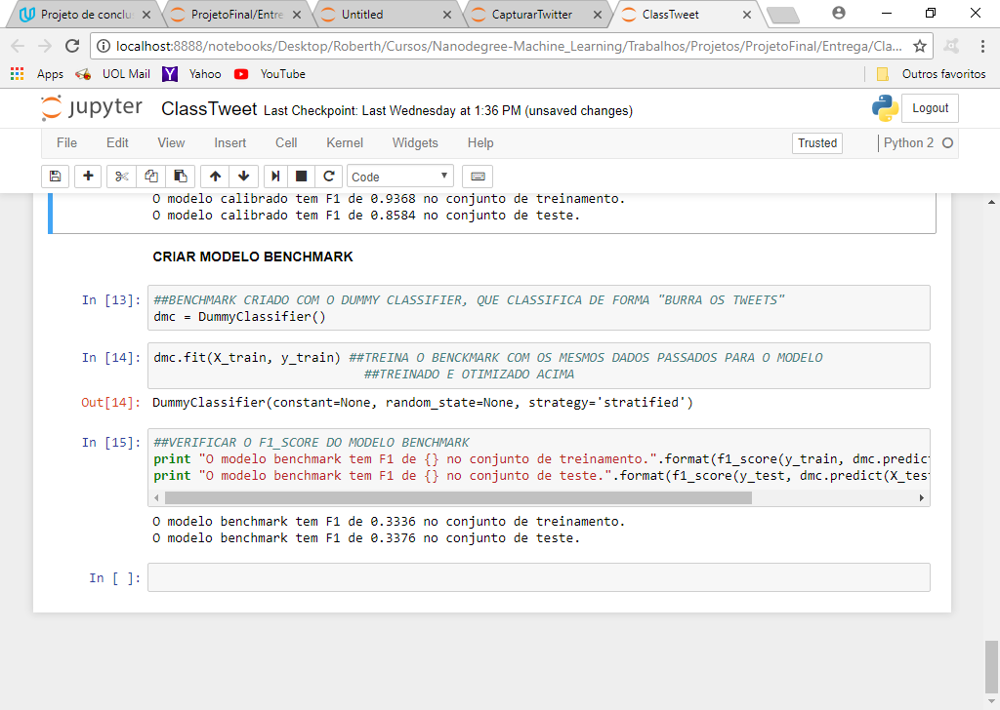 Projeto de conclu
ProjetoFinal/Entre
Untitled
CapturarTwitter
ClassTweet
localhost:8888/notebooks/Desktop/Roberth/Cursos/Nanodegree-Machine_Learning/Trabalhos/Projetos/ProjetoFinal/Entrega/Cla...
Apps UOL Mail Yahoo YouTube Outros favoritos
jupyter ClassTweet Last Checkpoint: Last Wednesday at 1:36 PM (unsaved changes) Logout
File Edit View Insert Cell Kernel Widgets Help Trusted Python 2
Code
O modelo calibrado tem F1 de 0.9368 no conjunto de treinamento.
O modelo calibrado tem F1 de 0.8584 no conjunto de teste.
CRIAR MODELO BENCHMARK
In [13]: ##BENCHMARK CRIADO COM O DUMMY CLASSIFIER, QUE CLASSIFICA DE FORMA "BURRA OS TWEETS"
dmc = DummyClassifier()
In [14]: dmc.fit(X_train, y_train) ##TREINA O BENCKMARK COM OS MESMOS DADOS PASSADOS PARA O MODELO
##TREINADO E OTIMIZADO ACIMA
Out[14]: DummyClassifier(constant=None, random_state=None, strategy='stratified')
In [15]: ##VERIFICAR O F1_SCORE DO MODELO BENCHMARK
print "O modelo benchmark tem F1 de {} no conjunto de treinamento.".format(f1_score(y_train, dmc.predict
print "O modelo benchmark tem F1 de {} no conjunto de teste.".format(f1_score(y_test, dmc.predict(X_tes
O modelo benchmark tem F1 de 0.3336 no conjunto de treinamento.
O modelo benchmark tem F1 de 0.3376 no conjunto de teste.
In [ ]: